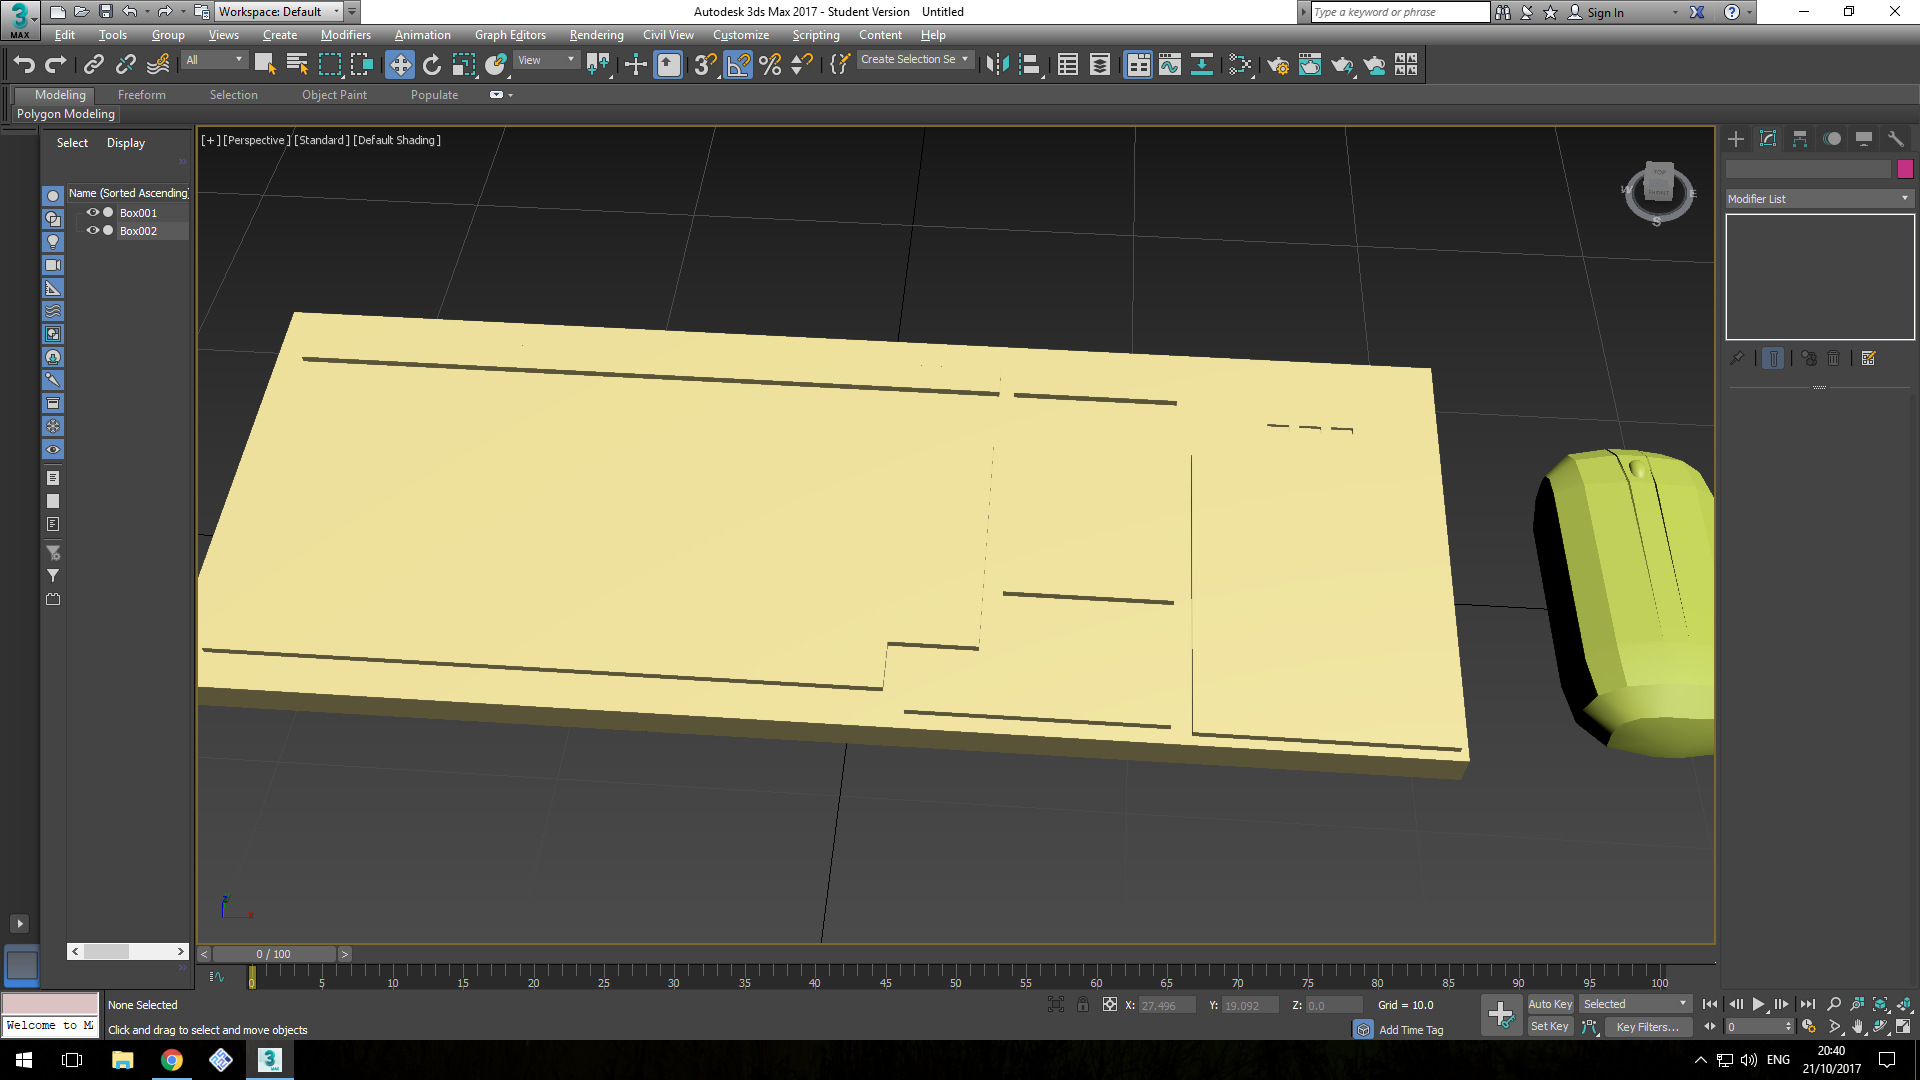 Workspace: Default
Autodesk 3ds Max 2017 - Student Version Untitled
Type a keyword or phrase
Sign In
MAX
Edit Tools Group Views Create Modifiers Animation Graph Editors Rendering Civil View Customize Scripting Content Help
All
View
Create Selection Se
Modeling Freeform Selection Object Paint Populate
Polygon Modeling
Select Display
[+] [Perspective] [Standard] [Default Shading]
Name (Sorted Ascending)
Box001
Box002
TOP
W E
S
Modifier List
z
x
0 / 100
0 5 10 15 20 25 30 35 40 45 50 55 60 65 70 75 80 85 90 95 100
None Selected
X: 27.496 Y: 19.092 Z: 0.0 Grid = 10.0
Auto Key Selected
Welcome to M
Click and drag to select and move objects
Add Time Tag
Set Key Key Filters...
0
ENG
20:40
21/10/2017